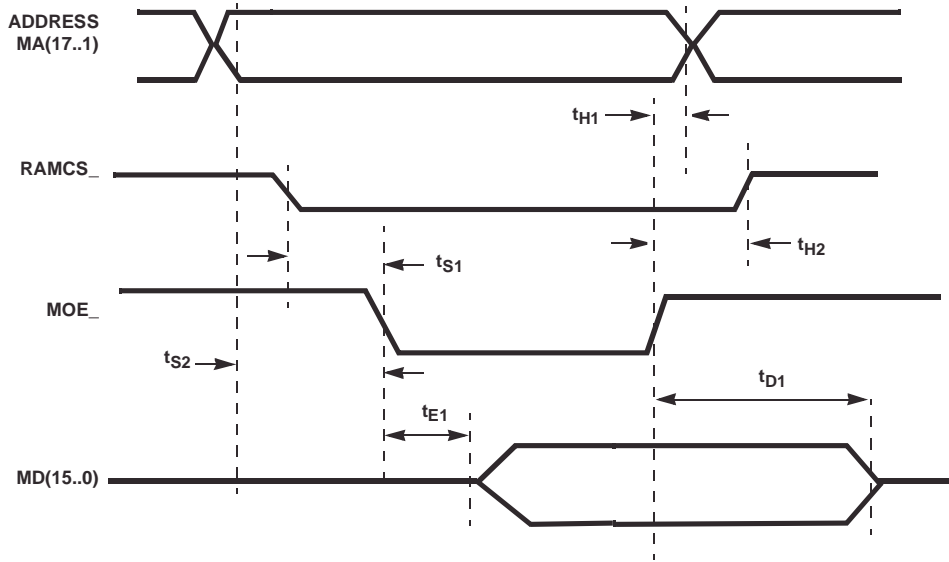 ADDRESS
MA(17..1)
tH1
RAMCS_
tH2
tS1
MOE_
tS2
tD1
tE1
MD(15..0)